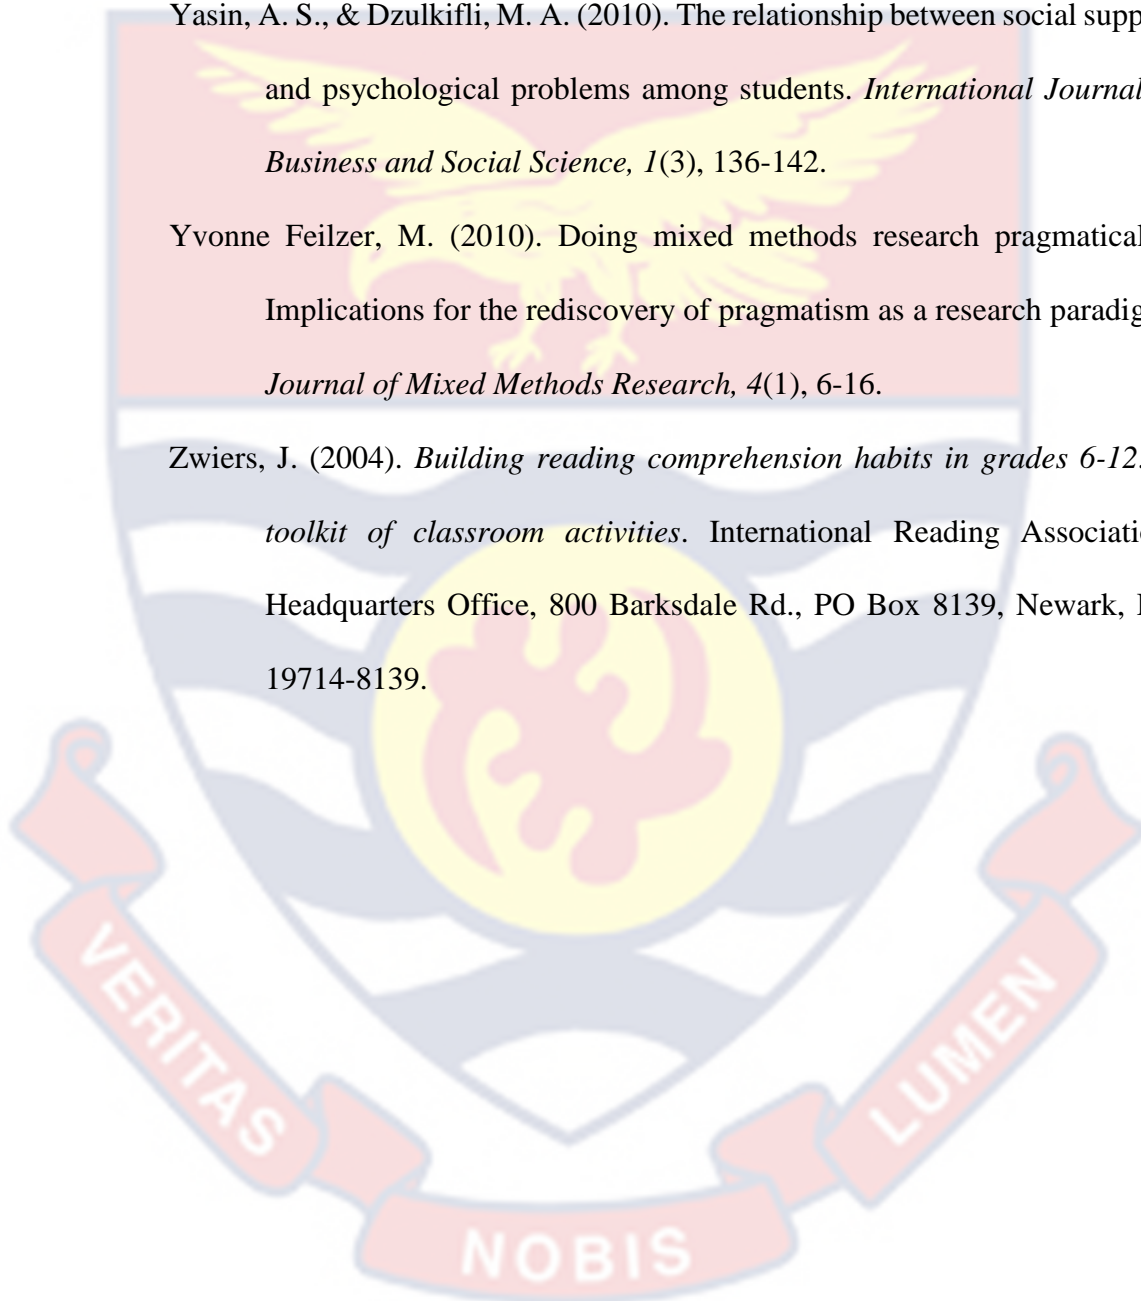 Yasin, A. S., & Dzulkifli, M. A. (2010). The relationship between social supp
and psychological problems among students. International Journal
Business and Social Science, 1(3), 136-142.
Yvonne Feilzer, M. (2010). Doing mixed methods research pragmatical
Implications for the rediscovery of pragmatism as a research paradig
Journal of Mixed Methods Research, 4(1), 6-16.
Zwiers, J. (2004). Building reading comprehension habits in grades 6-12.
toolkit of classroom activities. International Reading Associatio
Headquarters Office, 800 Barksdale Rd., PO Box 8139, Newark,
19714-8139.
VERITAS
NOBIS
LUMEN